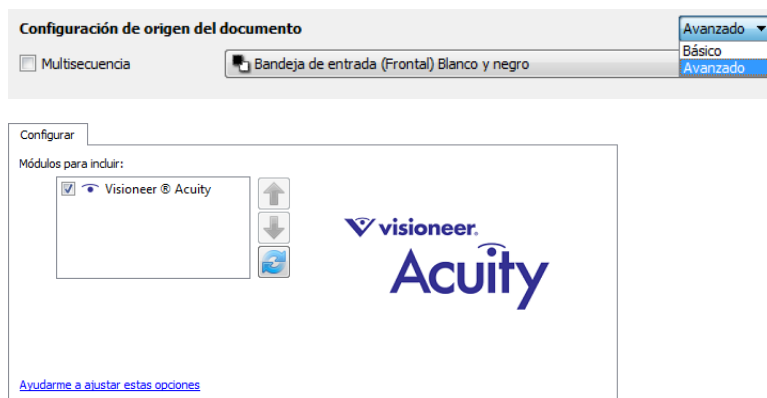 Configuración de origen del documento
Avanzado
Básico
Multisecuencia
Bandeja de entrada (Frontal) Blanco y negro
Avanzado
Configurar
Módulos para incluir:
Visioneer ® Acuity
visioneer.
Acuity
Ayudarme a ajustar estas opciones